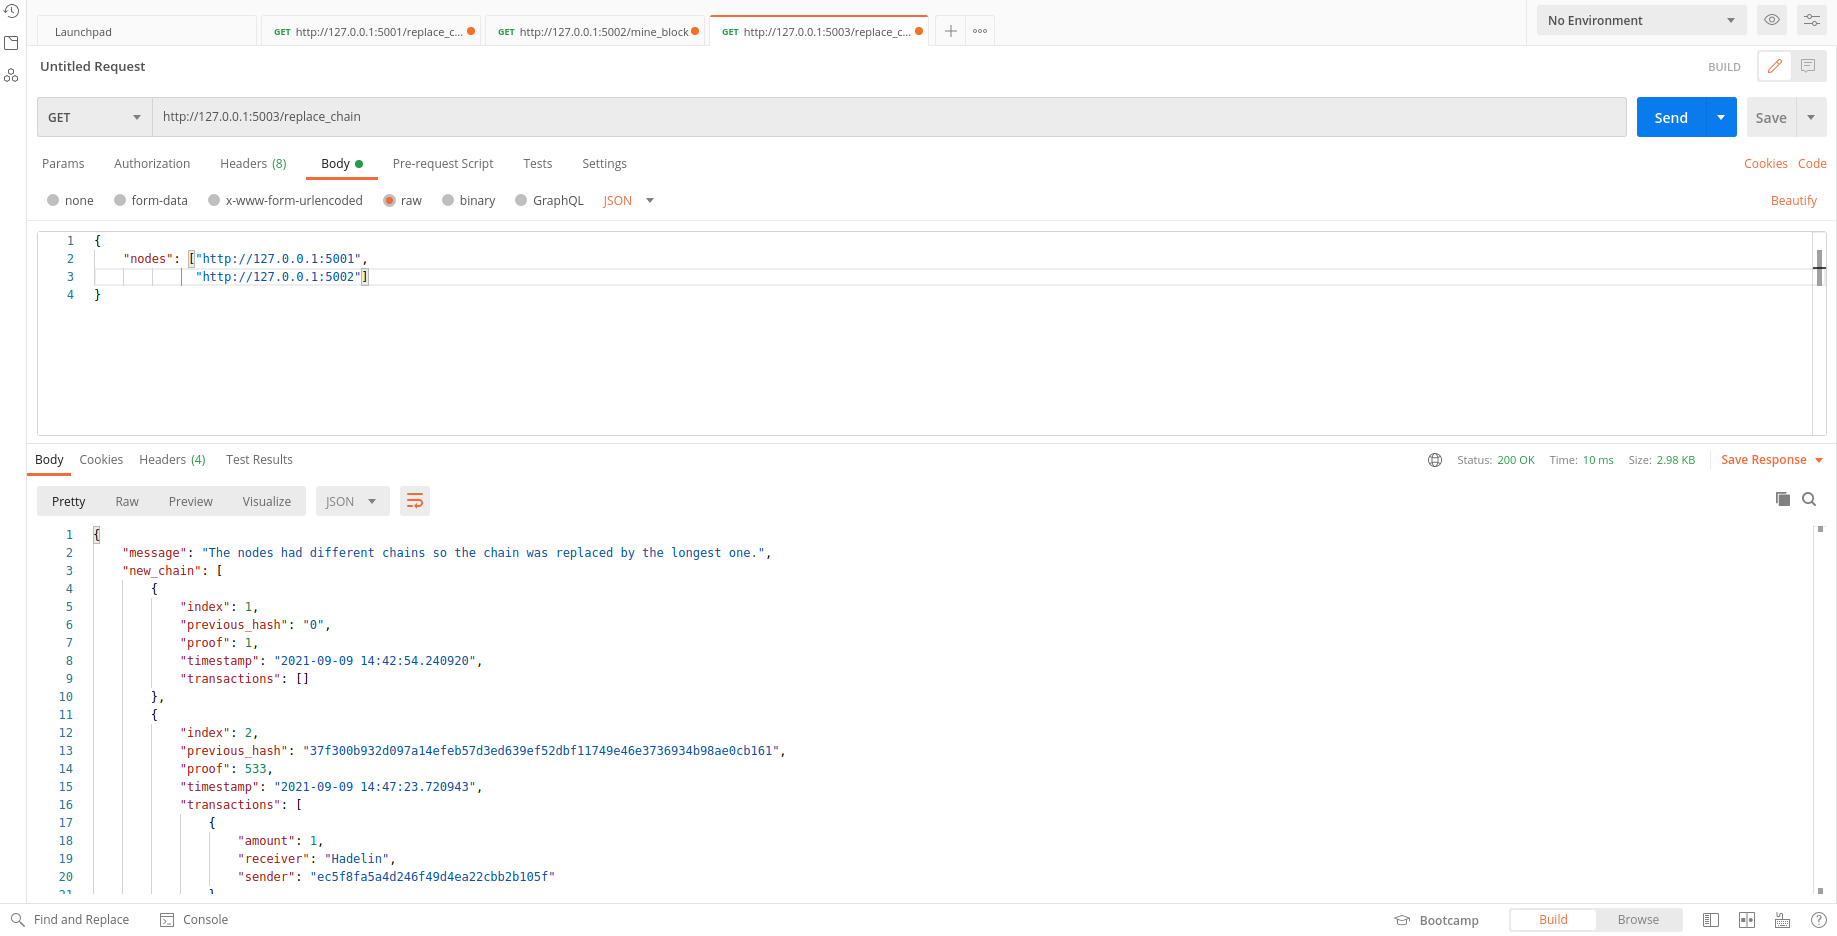 Launchpad
GET http://127.0.0.1:5001/replace_c...
GET http://127.0.0.1:5002/mine_block
GET http://127.0.0.1:5003/replace_c...
No Environment
Untitled Request
BUILD
GET
http://127.0.0.1:5003/replace_chain
Send
Save
Params Authorization Headers (8) Body Pre-request Script Tests Settings Cookies Code
none form-data x-www-form-urlencoded raw binary GraphQL JSON Beautify
1 {
2 "nodes": ["http://127.0.0.1:5001",
3 "http://127.0.0.1:5002"]
4 }
Body Cookies Headers (4) Test Results Status: 200 OK Time: 10 ms Size: 2.98 KB Save Response
Pretty Raw Preview Visualize JSON
1 {
2 "message": "The nodes had different chains so the chain was replaced by the longest one.",
3 "new_chain": [
4 {
5 "index": 1,
6 "previous_hash": "0",
7 "proof": 1,
8 "timestamp": "2021-09-09 14:42:54.240920",
9 "transactions": []
10 },
11 {
12 "index": 2,
13 "previous_hash": "37f300b932d097a14efeb57d3ed639ef52dbf11749e46e3736934b98ae0cb161",
14 "proof": 533,
15 "timestamp": "2021-09-09 14:47:23.720943",
16 "transactions": [
17 {
18 "amount": 1,
19 "receiver": "Hadelin",
20 "sender": "ec5f8fa5a4d246f49d4ea22cbb2b105f"
21 }
Find and Replace Console Bootcamp Build Browse